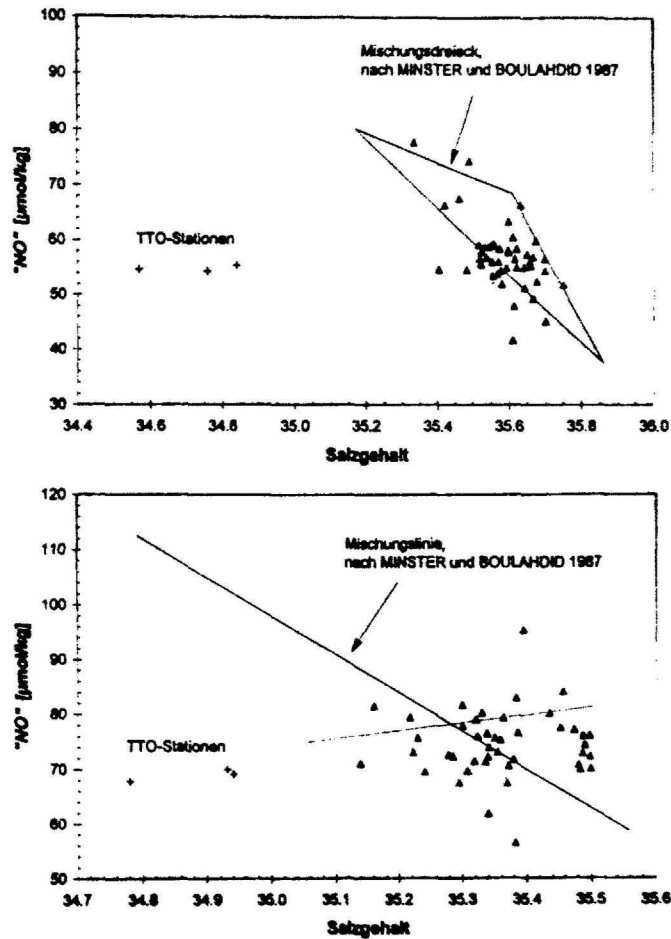 100
90
80
70
60
50
40
30
"NO" [µmol/kg]
Mischungsdreieck,
nach MINSTER und BOULAHDID 1987
TTO-Stationen
34.4 34.6 34.8 35.0 35.2 35.4 35.6 35.8 36.0
Salzgehalt
120
110
100
90
80
70
60
50
"NO" [µmol/kg]
Mischungslinie,
nach MINSTER und BOULAHDID 1987
TTO-Stationen
34.7 34.8 34.9 35.0 35.1 35.2 35.3 35.4 35.5 35.6
Salzgehalt